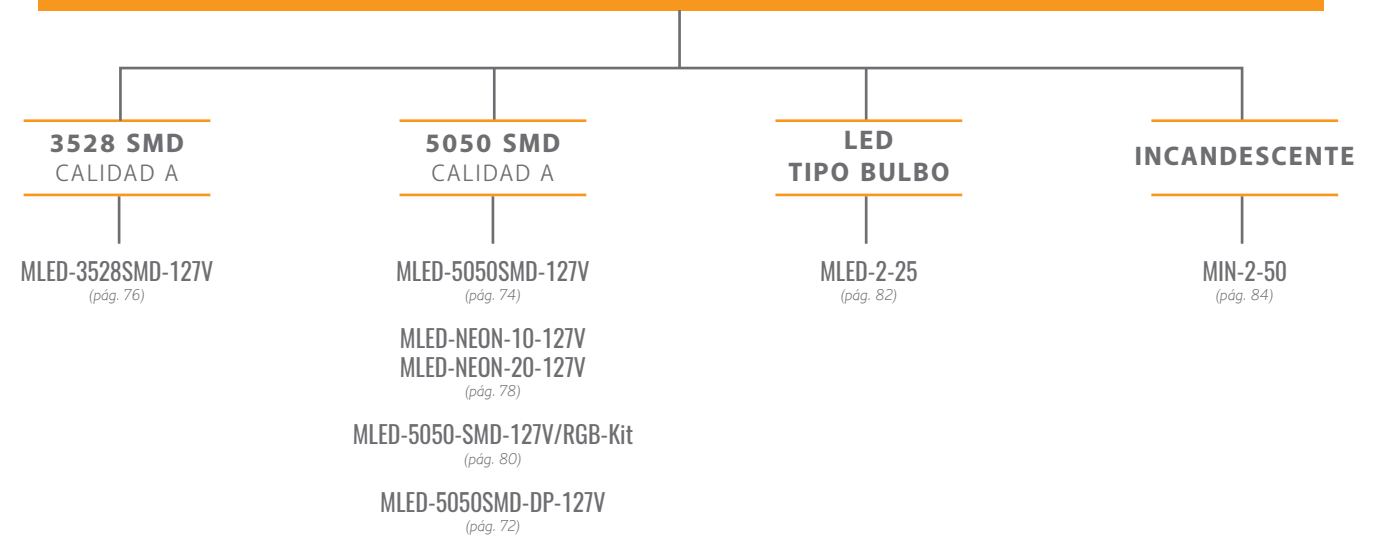 3528 SMD
CALIDAD A
MLED-3528SMD-127V
(pág. 76)
5050 SMD
CALIDAD A
MLED-5050SMD-127V
(pág. 74)
MLED-NEON-10-127V
MLED-NEON-20-127V
(pág. 78)
MLED-5050-SMD-127V/RGB-Kit
(pág. 80)
MLED-5050SMD-DP-127V
(pág. 72)
LED
TIPO BULBO
MLED-2-25
(pág. 82)
INCANDESCENTE
MIN-2-50
(pág. 84)